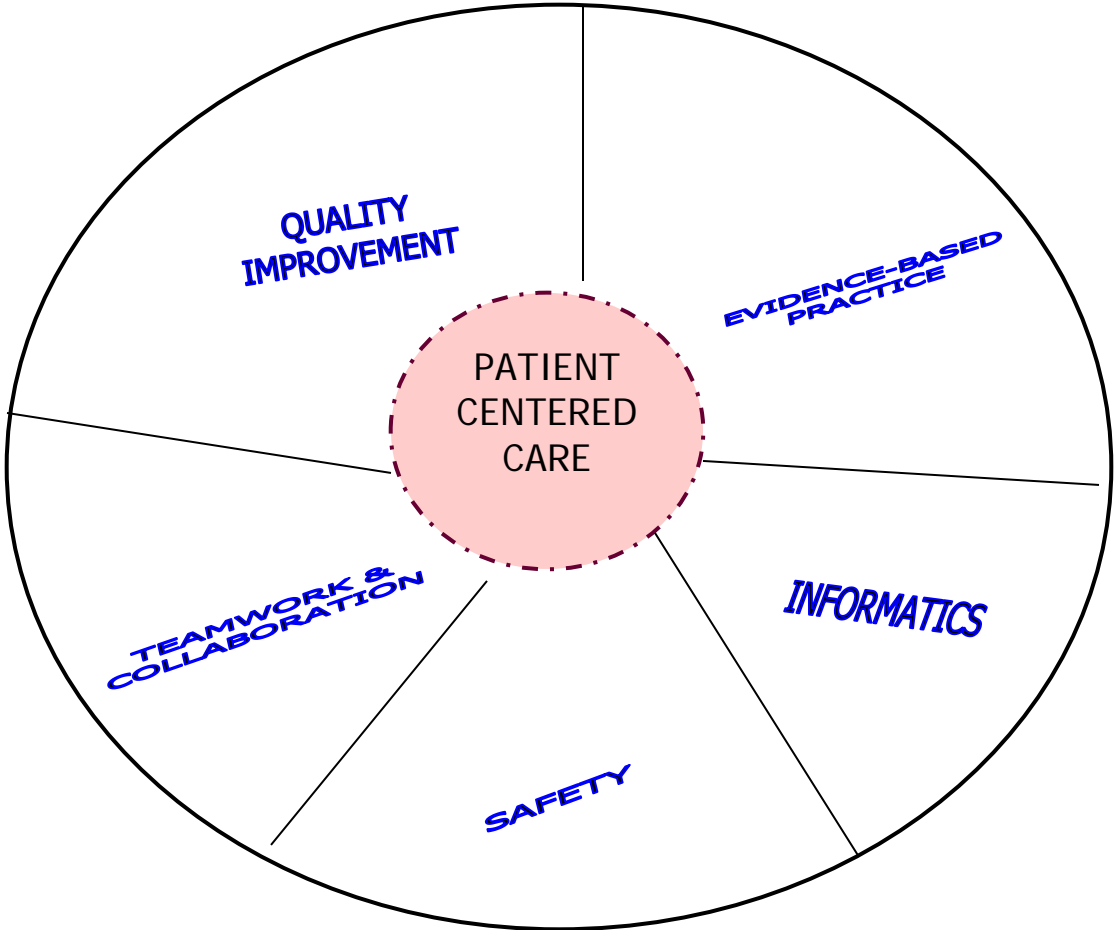 QUALITY
IMPROVEMENT
EVIDENCE-BASED
PRACTICE
PATIENT
CENTERED
CARE
TEAMWORK &
COLLABORATION
INFORMATICS
SAFETY